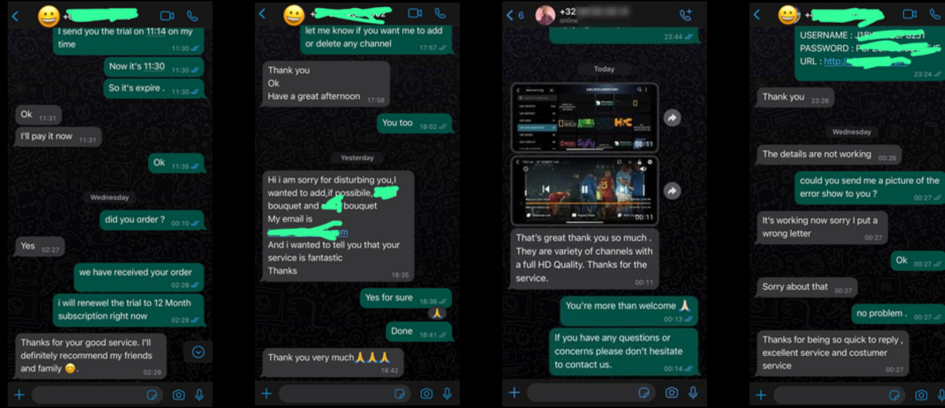 I send you the trial on 11:14 on my
time
11:30
Now it's 11:30
11:30
So it's expire .
11:30
Ok
11:31
I'll pay it now
11:31
Ok
11:35
Wednesday
did you order ?
00:10
Yes
02:27
we have received your order
02:28
i will renewel the trial to 12 Month
subscription right now
02:28
Thanks for your good service. I'll
definitely recommend my friends
and family 😊.
02:29
let me know if you want me to add
or delete any channel
17:57
Thank you
Ok
Have a great afternoon
17:58
You too
18:02
Yesterday
Hi i am sorry for disturbing you,I
wanted to add,if possibile,
bouquet and bouquet
My email is
And i wanted to tell you that your
service is fantastic
Thanks
18:35
Yes for sure
18:38
🙏
Done
18:41
Thank you very much🙏🙏🙏
18:42
6
+32
online
23:44
Today
00:11
00:11
That's great thank you so much .
They are variety of channels with
a full HD Quality. Thanks for the
service.
00:11
You're more than welcome 🙏
00:13
If you have any questions or
concerns please don't hesitate
to contact us.
00:14
USERNAME :
PASSWORD :
URL : http:
23:24
Thank you
23:26
Wednesday
The details are not working
00:26
could you send me a picture of the
error show to you ?
00:27
It's working now sorry I put a
wrong letter
00:27
Ok
00:27
Sorry about that
00:27
no problem .
00:27
Thanks for being so quick to reply ,
excellent service and costumer
service
00:27